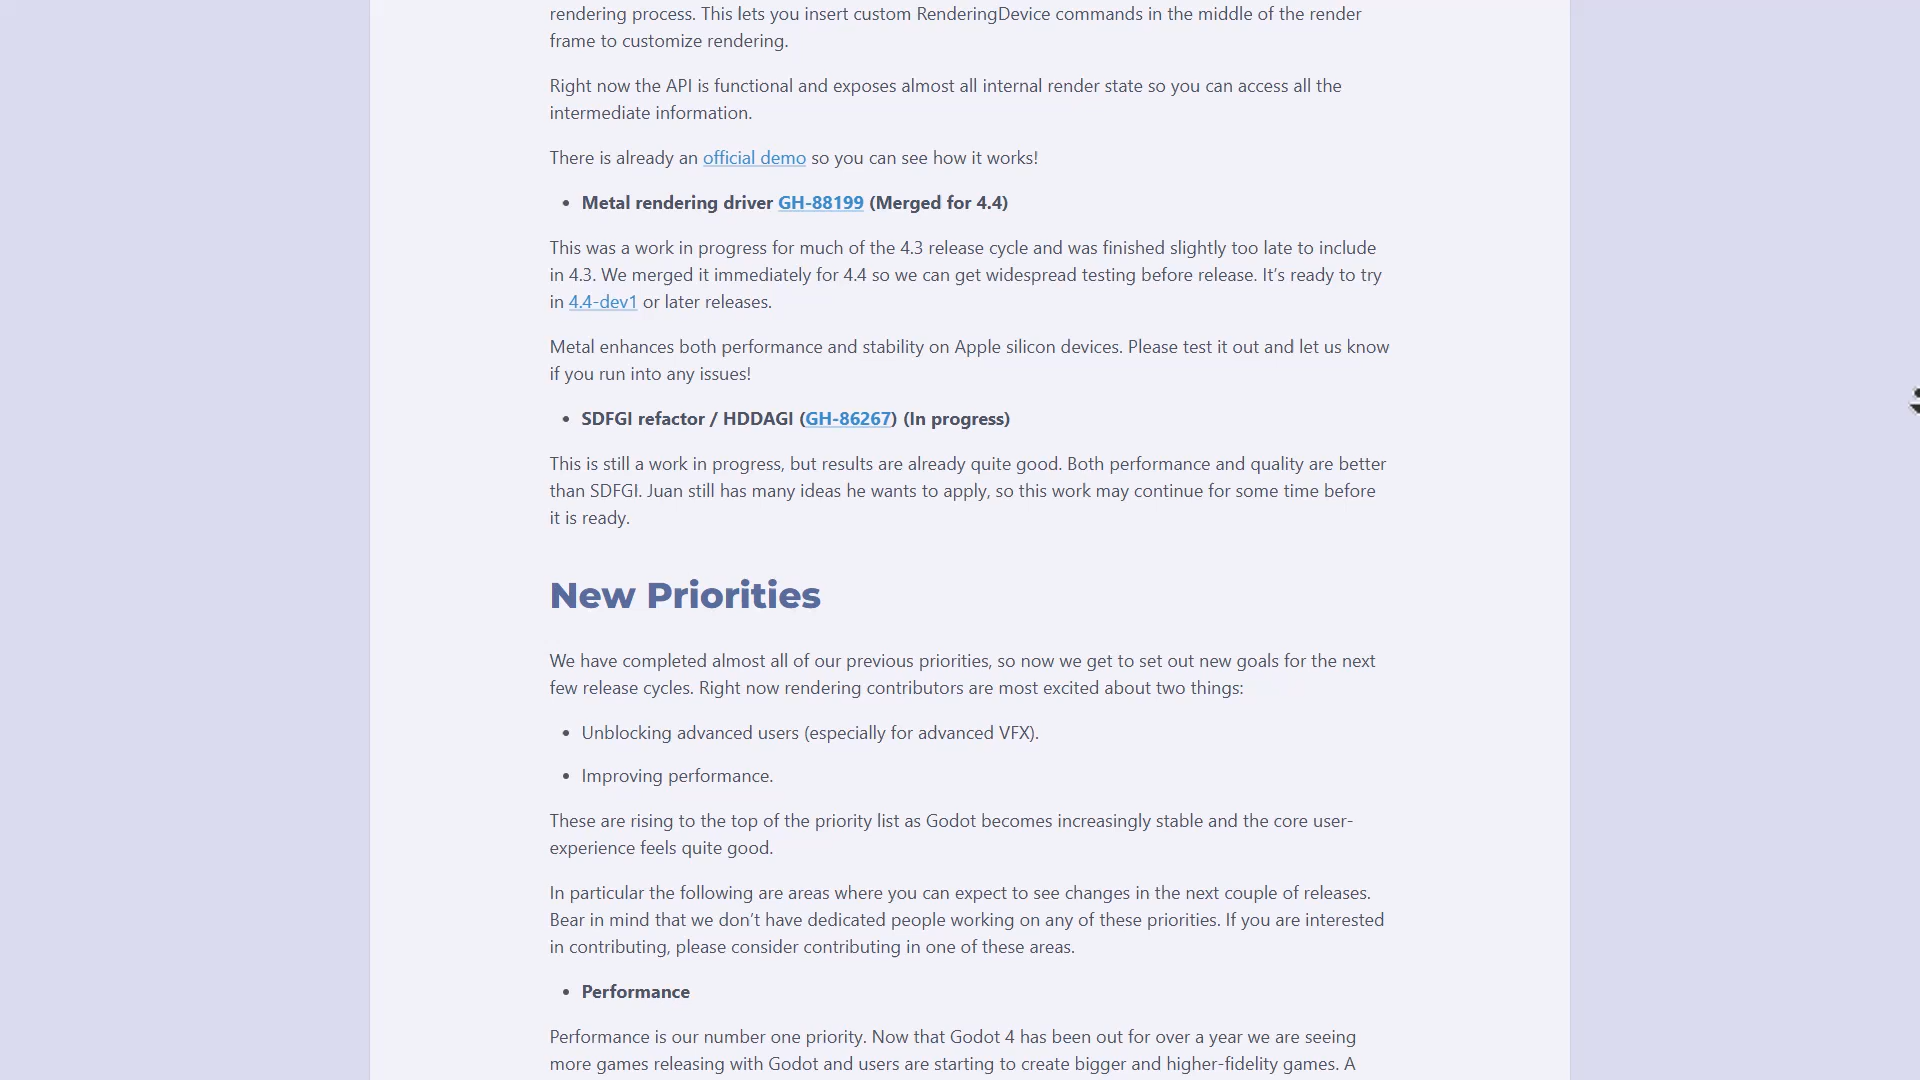 rendering process. This lets you insert custom RenderingDevice commands in the middle of the render
frame to customize rendering.
Right now the API is functional and exposes almost all internal render state so you can access all the
intermediate information.
There is already an official demo so you can see how it works!
• Metal rendering driver GH-88199 (Merged for 4.4)
This was a work in progress for much of the 4.3 release cycle and was finished slightly too late to include
in 4.3. We merged it immediately for 4.4 so we can get widespread testing before release. It’s ready to try
in 4.4-dev1 or later releases.
Metal enhances both performance and stability on Apple silicon devices. Please test it out and let us know
if you run into any issues!
• SDFGI refactor / HDDAGI (GH-86267) (In progress)
This is still a work in progress, but results are already quite good. Both performance and quality are better
than SDFGI. Juan still has many ideas he wants to apply, so this work may continue for some time before
it is ready.
New Priorities
We have completed almost all of our previous priorities, so now we get to set out new goals for the next
few release cycles. Right now rendering contributors are most excited about two things:
• Unblocking advanced users (especially for advanced VFX).
• Improving performance.
These are rising to the top of the priority list as Godot becomes increasingly stable and the core user-
experience feels quite good.
In particular the following are areas where you can expect to see changes in the next couple of releases.
Bear in mind that we don’t have dedicated people working on any of these priorities. If you are interested
in contributing, please consider contributing in one of these areas.
• Performance
Performance is our number one priority. Now that Godot 4 has been out for over a year we are seeing
more games releasing with Godot and users are starting to create bigger and higher-fidelity games. A